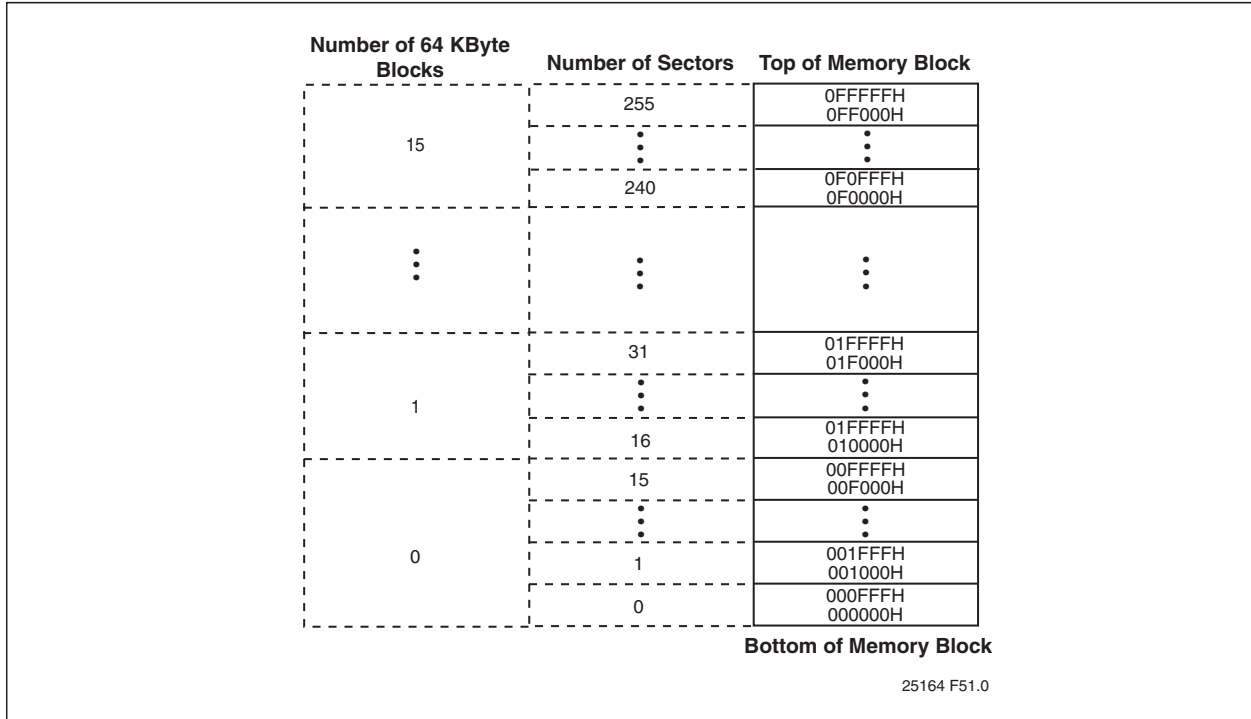 Number of 64 KByte
Blocks
Number of Sectors
Top of Memory Block
15
255
0FFFFFH
0FF000H
240
0F0FFFH
0F0000H
1
31
01FFFFH
01F000H
16
01FFFFH
010000H
0
15
00FFFFH
00F000H
1
001FFFH
001000H
0
000FFFH
000000H
Bottom of Memory Block
25164 F51.0